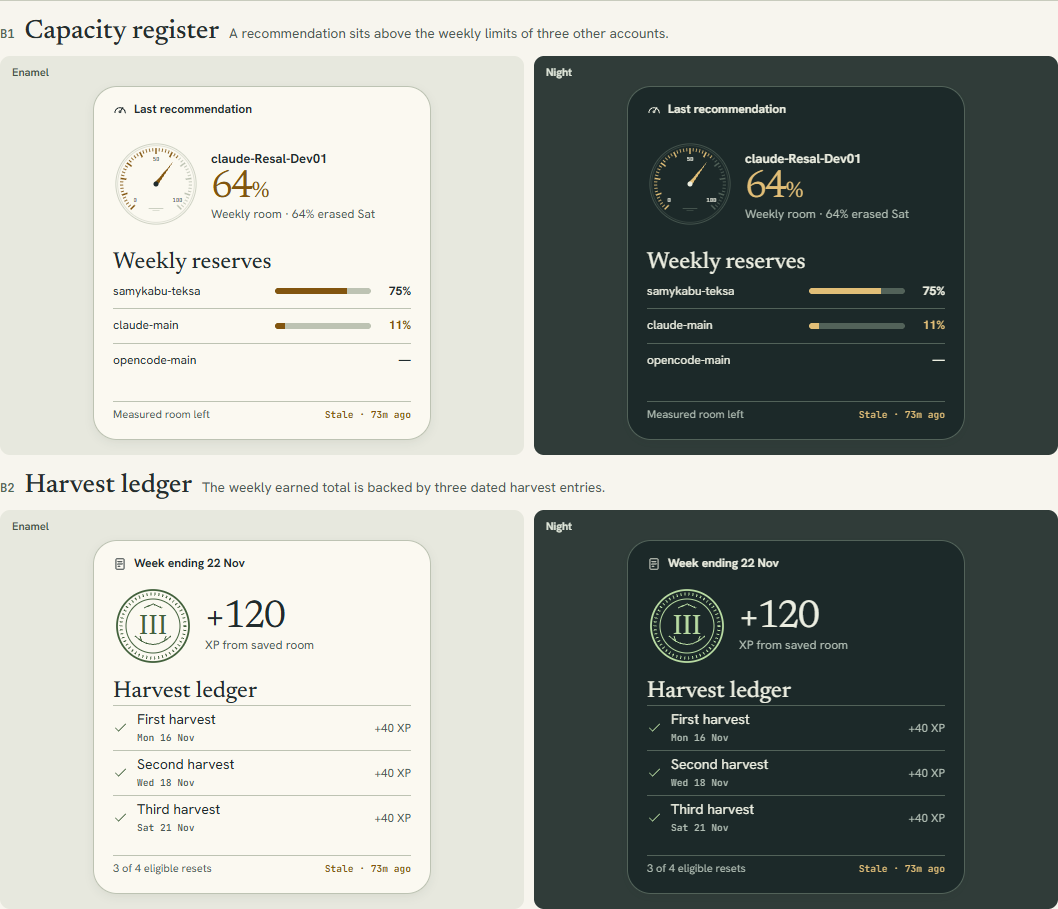 B1 Capacity register A recommendation sits above the weekly limits of three other accounts.
Enamel
Last recommendation
50
0
100
claude-Resal-Dev01
64%
Weekly room · 64% erased Sat
Weekly reserves
samykabu-teksa 75%
claude-main 11%
opencode-main —
Measured room left Stale · 73m ago
Night
Last recommendation
50
0
100
claude-Resal-Dev01
64%
Weekly room · 64% erased Sat
Weekly reserves
samykabu-teksa 75%
claude-main 11%
opencode-main —
Measured room left Stale · 73m ago
B2 Harvest ledger The weekly earned total is backed by three dated harvest entries.
Enamel
Week ending 22 Nov
III
+120
XP from saved room
Harvest ledger
First harvest +40 XP
Mon 16 Nov
Second harvest +40 XP
Wed 18 Nov
Third harvest +40 XP
Sat 21 Nov
3 of 4 eligible resets Stale · 73m ago
Night
Week ending 22 Nov
III
+120
XP from saved room
Harvest ledger
First harvest +40 XP
Mon 16 Nov
Second harvest +40 XP
Wed 18 Nov
Third harvest +40 XP
Sat 21 Nov
3 of 4 eligible resets Stale · 73m ago